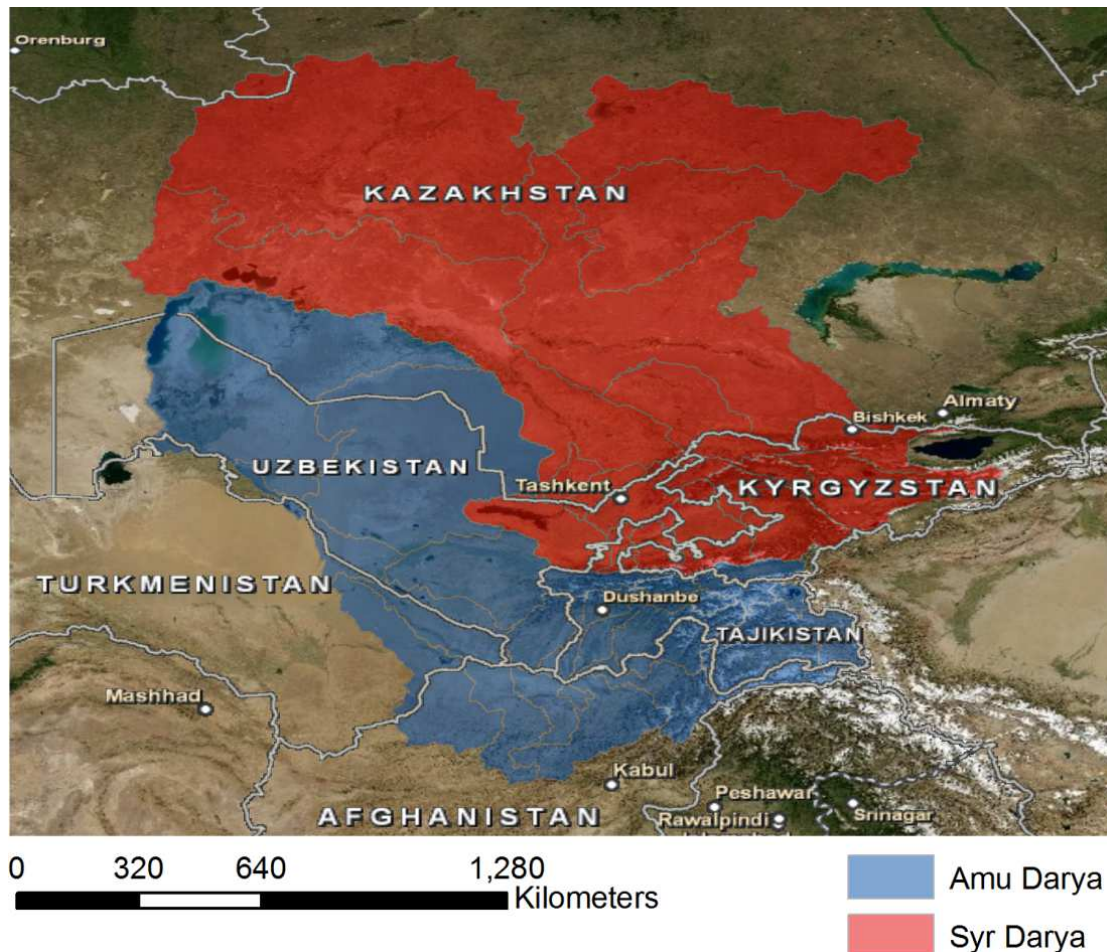 Orenburg
KAZAKHSTAN
Almaty
Bishkek
UZBEKISTAN
Tashkent
KYRGYZSTAN
TURKMENISTAN
Dushanbe
TAJIKISTAN
Mashhad
Kabul
Peshawar
Rawalpindi
Srinagar
AFGHANISTAN
0 320 640 1,280
Kilometers
Amu Darya
Syr Darya